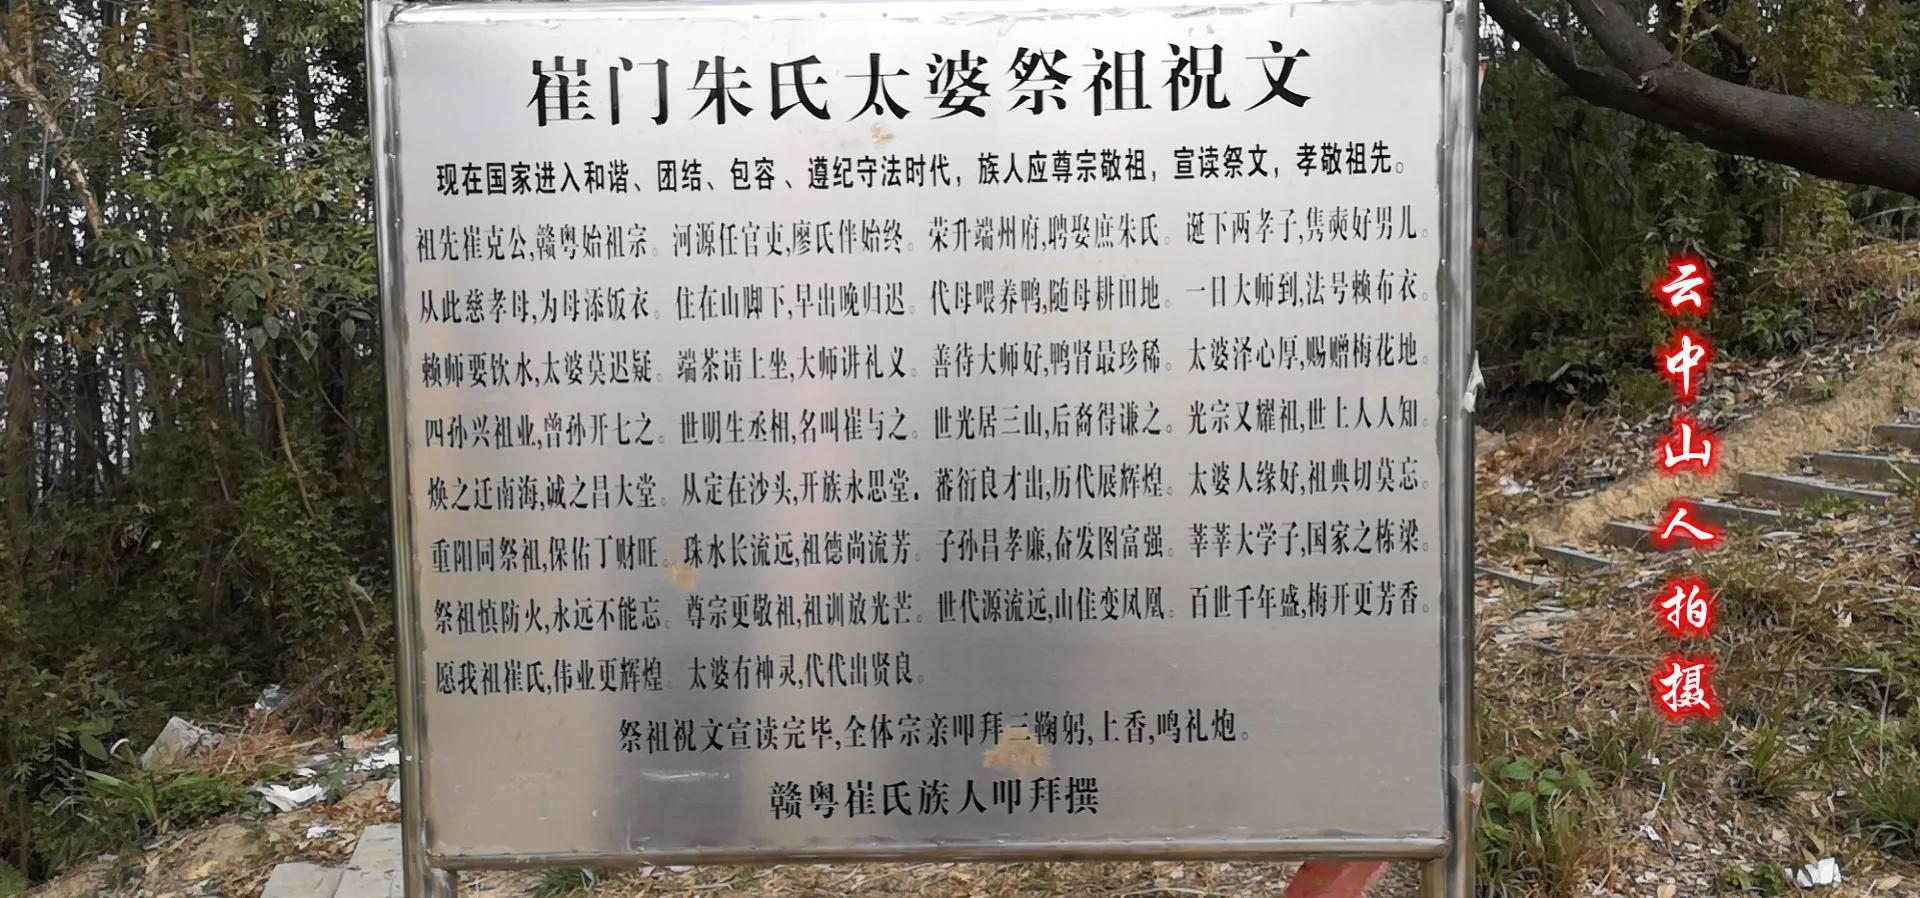 崔门朱氏太婆祭祖祝文
现在国家进入和谐、团结、包容、遵纪守法时代，族人应尊宗敬祖，宣读祭文，孝敬祖先。
祖先崔克公,赣粤始祖宗。河源任官吏,廖氏伴始终。荣升端州府,聘娶庶朱氏。诞下两孝子,隽奭好男儿。
从此慈孝母,为母添饭衣。住在山脚下,早出晚归迟。代母喂养鸭,随母耕田地。一日大师到,法号赖布衣。
赖师要饮水,太婆莫迟疑。端茶请上坐,大师讲礼义。善待大师好,鸭肾最珍稀。太婆泽心厚,赐赠梅花地。
四孙兴祖业,曾孙开七之。世明生丞相,名叫崔与之。世光居三山,后裔得谦之。光宗又耀祖,世上人人知。
焕之迁南海,诚之昌大堂。从定在沙头,开族永思堂.蕃衍良才出,历代展辉煌。太婆人缘好,祖典切莫忘。
重阳同祭祖,保佑丁财旺。珠水长流远,祖德尚流芳。子孙昌孝廉,奋发图富强。莘莘大学子,国家之栋梁。
祭祖慎防火,永远不能忘。尊宗更敬祖,祖训放光芒。世代源流远,山住变凤凰。百世千年盛,梅开更芳香。
愿我祖崔氏,伟业更辉煌。太婆有神灵,代代出贤良。
祭祖祝文宣读完毕,全体宗亲叩拜三鞠躬,上香,鸣礼炮。
赣粤崔氏族人叩拜撰
云中山人拍摄